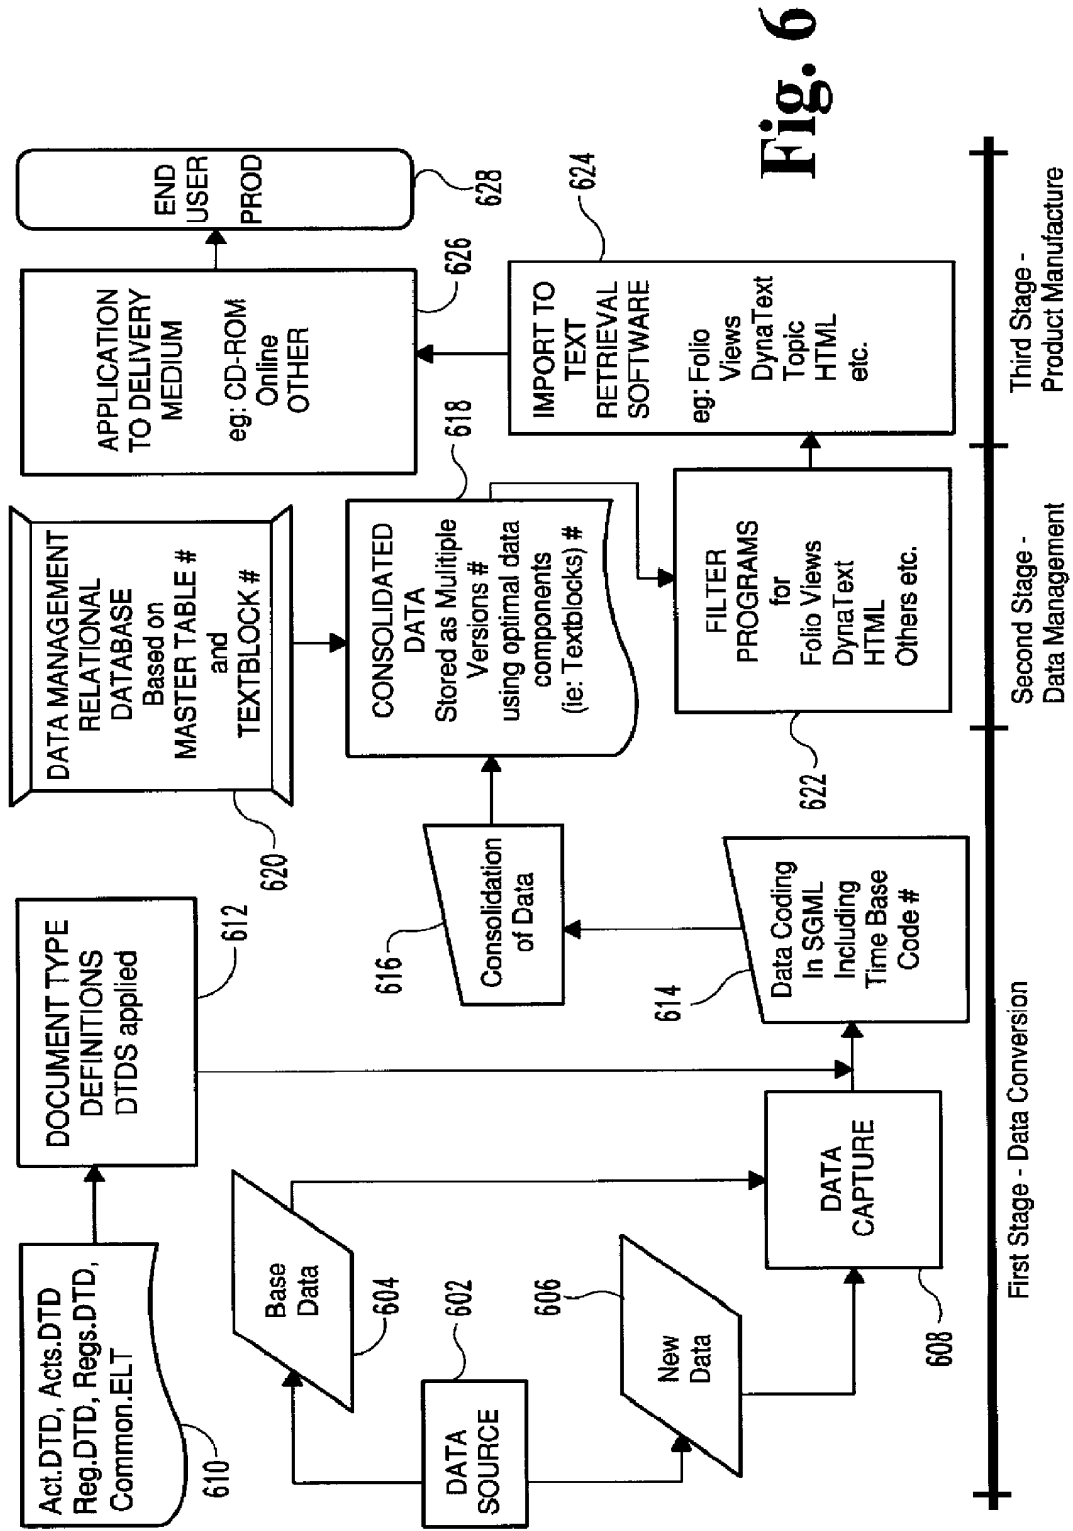 Act.DTD, Acts.DTD
Reg.DTD, Regs.DTD,
Common.ELT
610
DOCUMENT TYPE
DEFINITIONS
DTDS applied
612
DATA
SOURCE
602
Base
Data
604
New
Data
606
DATA
CAPTURE
608
Data Coding
In SGML
Including
Time Base
Code #
614
Consolidation
of Data
616
DATA MANAGEMENT
RELATIONAL
DATABASE
Based on
MASTER TABLE #
and
TEXTBLOCK #
620
CONSOLIDATED
DATA
Stored as Mulitiple
Versions #
using optimal data
components
(ie: Textblocks) #
618
FILTER
PROGRAMS
for
Folio Views
DynaText
HTML
Others etc.
622
IMPORT TO
TEXT
RETRIEVAL
SOFTWARE
eg: Folio
Views
DynaText
Topic
HTML
etc.
624
APPLICATION
TO DELIVERY
MEDIUM
eg: CD-ROM
Online
OTHER
626
END
USER
PROD
628
First Stage - Data Conversion
Second Stage -
Data Management
Third Stage -
Product Manufacture
Fig. 6